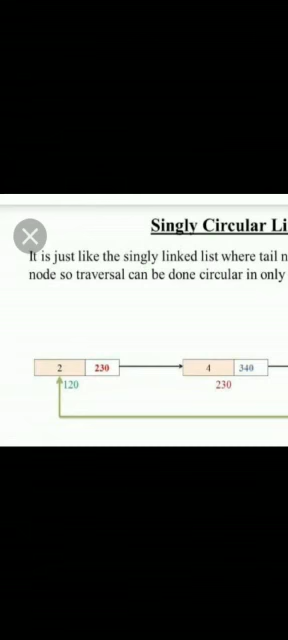 Singly Circular Li
It is just like the singly linked list where tail n
node so traversal can be done circular in only
2 230 4 340
120 230